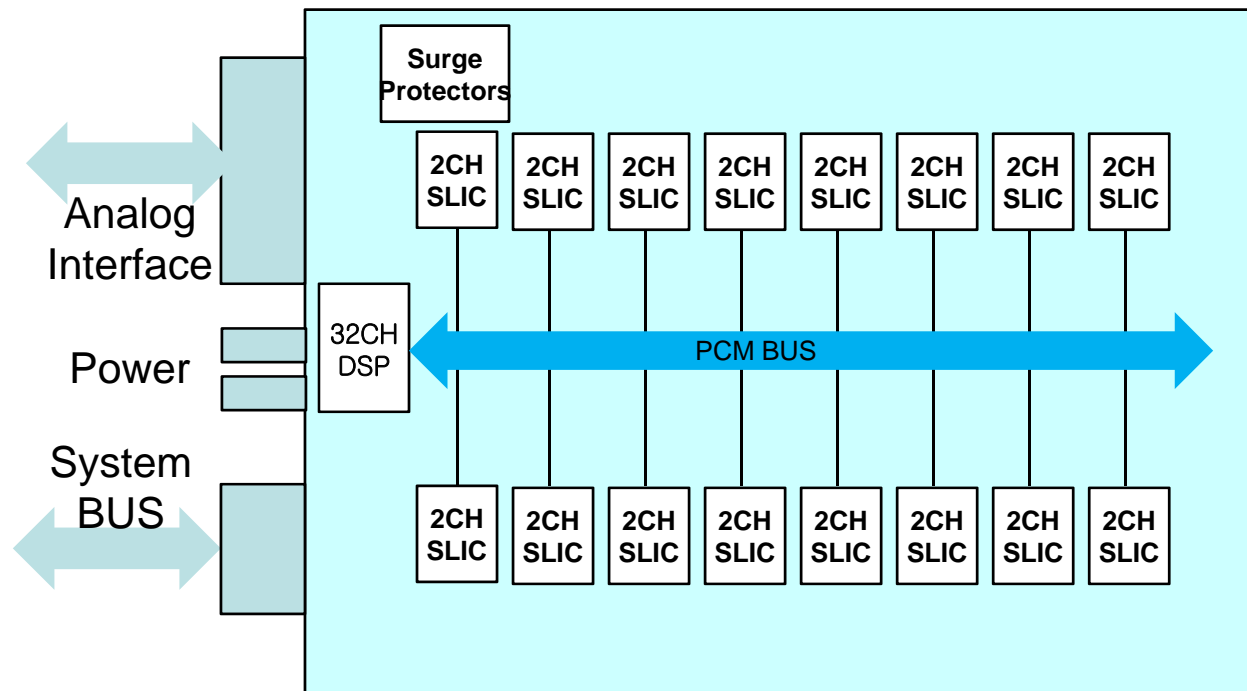 Surge
Protectors
2CH
SLIC
2CH
SLIC
2CH
SLIC
2CH
SLIC
2CH
SLIC
2CH
SLIC
2CH
SLIC
2CH
SLIC
Analog
Interface
32CH
DSP
PCM BUS
Power
System
BUS
2CH
SLIC
2CH
SLIC
2CH
SLIC
2CH
SLIC
2CH
SLIC
2CH
SLIC
2CH
SLIC
2CH
SLIC